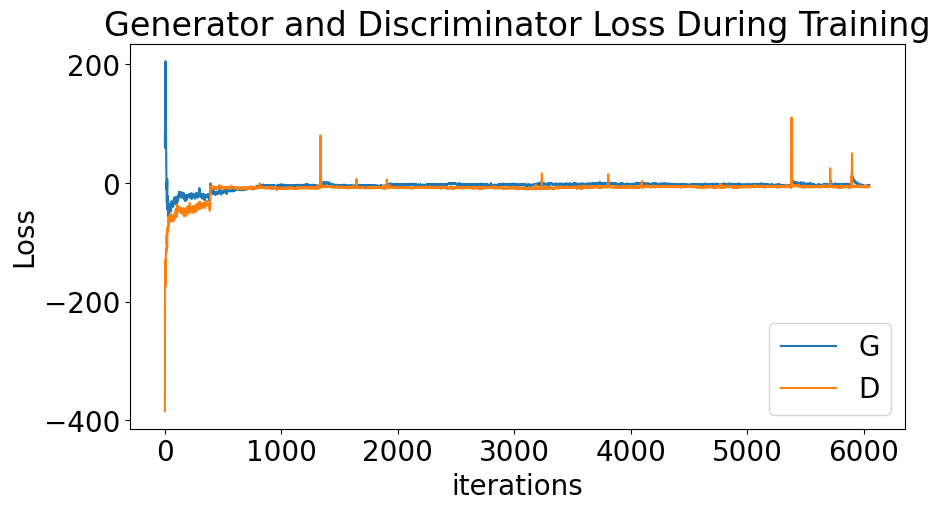 Generator and Discriminator Loss During Training
200
0
−200
−400
Loss
0 1000 2000 3000 4000 5000 6000
iterations
G
D